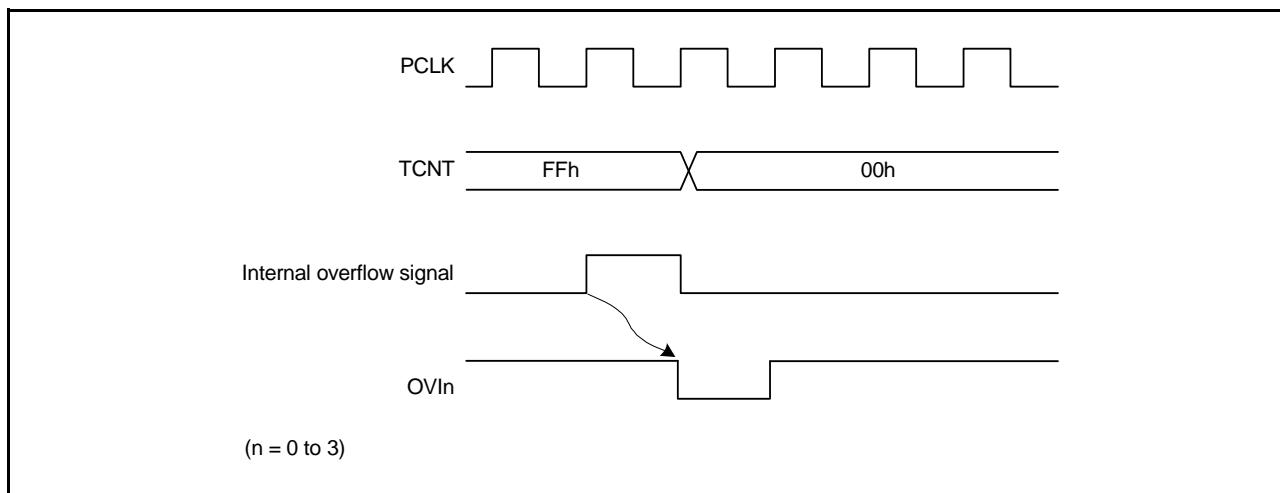 PCLK
TCNT
FFh
00h
Internal overflow signal
OVIn
(n = 0 to 3)